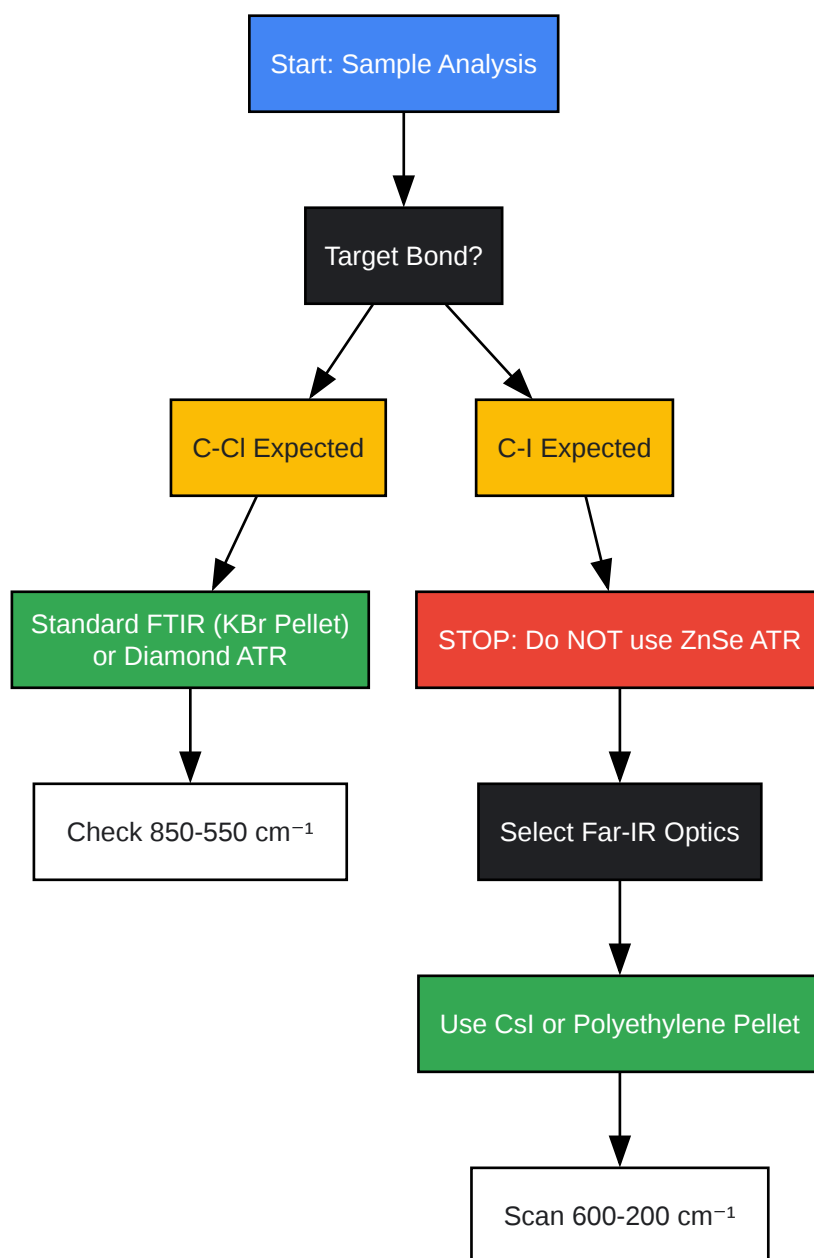 Start: Sample Analysis
Target Bond?
C-Cl Expected
C-I Expected
Standard FTIR (KBr Pellet)
or Diamond ATR
STOP: Do NOT use ZnSe ATR
Check 850-550 cm⁻¹
Select Far-IR Optics
Use CsI or Polyethylene Pellet
Scan 600-200 cm⁻¹